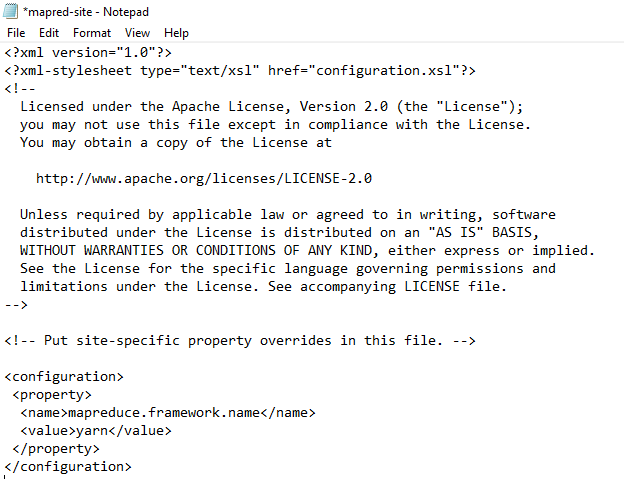 *mapred-site - Notepad
File Edit Format View Help
<?xml version="1.0"?>
<?xml-stylesheet type="text/xsl" href="configuration.xsl"?>
<!--
  Licensed under the Apache License, Version 2.0 (the "License");
  you may not use this file except in compliance with the License.
  You may obtain a copy of the License at

    http://www.apache.org/licenses/LICENSE-2.0

  Unless required by applicable law or agreed to in writing, software
  distributed under the License is distributed on an "AS IS" BASIS,
  WITHOUT WARRANTIES OR CONDITIONS OF ANY KIND, either express or implied.
  See the License for the specific language governing permissions and
  limitations under the License. See accompanying LICENSE file.
-->

<!-- Put site-specific property overrides in this file. -->

<configuration>
 <property>
  <name>mapreduce.framework.name</name>
  <value>yarn</value>
 </property>
</configuration>